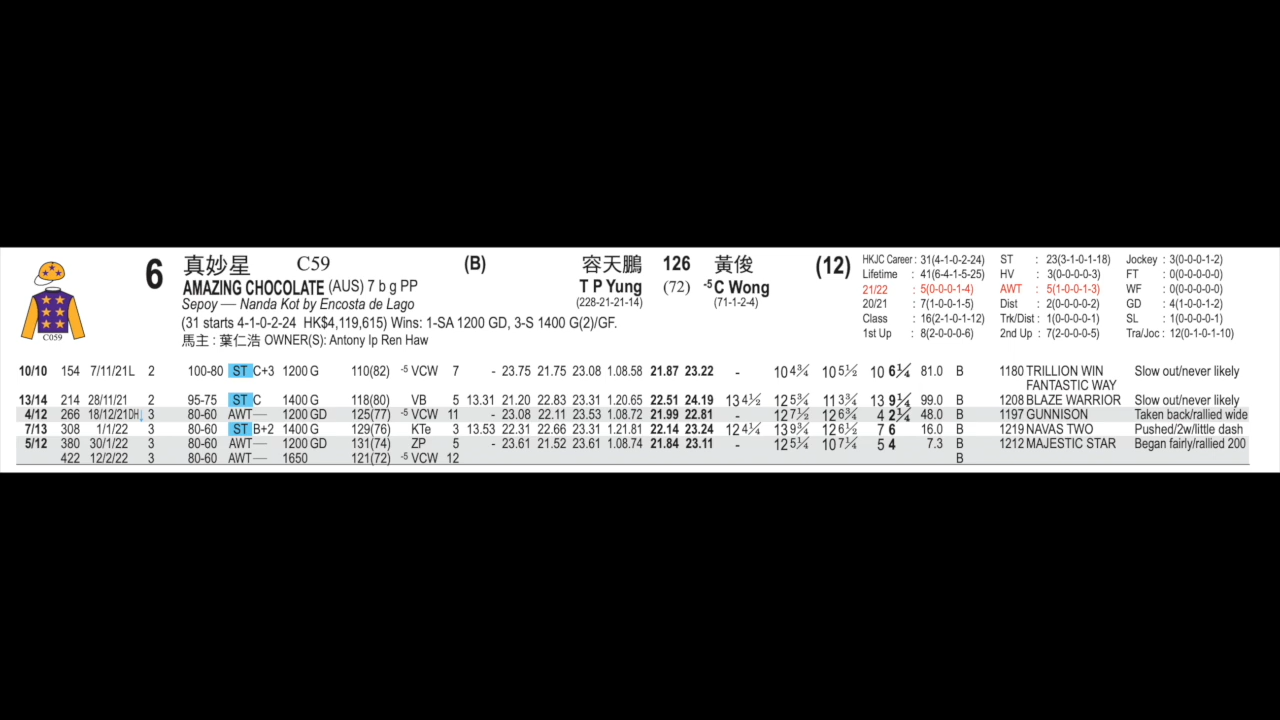 6 真妙星 C59 (B) 容天鵬 126 黃俊 (12) HKJC Career : 31(4-1-0-2-24) ST : 23(3-1-0-1-18) Jockey : 3(0-0-0-1-2)
AMAZING CHOCOLATE (AUS) 7 b g PP T P Yung (72) -5 C Wong Lifetime : 41(6-4-1-5-25) HV : 3(0-0-0-0-3) FT : 0(0-0-0-0-0)
Sepoy — Nanda Kot by Encosta de Lago (228-21-21-14) (71-1-2-4) 21/22 : 5(0-0-0-1-4) AWT : 5(1-0-0-1-3) WF : 0(0-0-0-0-0)
20/21 : 7(1-0-0-1-5) Dist : 2(0-0-0-0-2) GD : 4(1-0-0-1-2)
(31 starts 4-1-0-2-24 HK$4,119,615) Wins: 1-SA 1200 GD, 3-S 1400 G(2)/GF. Class : 16(2-1-0-1-12) Trk/Dist : 1(0-0-0-0-1) SL : 1(0-0-0-0-1)
C059 馬主 : 葉仁浩 OWNER(S): Antony Ip Ren Haw 1st Up : 8(2-0-0-0-6) 2nd Up : 7(2-0-0-0-5) Tra/Joc : 12(0-1-0-1-10)
10/10 154 7/11/21L 2 100-80 ST C+3 1200 G 110(82) -5 VCW 7 - 23.75 21.75 23.08 1.08.58 21.87 23.22 - 10 4¾ 10 5½ 10 6¼ 81.0 B 1180 TRILLION WIN Slow out/never likely
FANTASTIC WAY
13/14 214 28/11/21 2 95-75 ST C 1400 G 118(80) VB 5 13.31 21.20 22.83 23.31 1.20.65 22.51 24.19 13 4½ 12 5¾ 11 3¾ 13 9¼ 99.0 B 1208 BLAZE WARRIOR Slow out/never likely
4/12 266 18/12/21DH↓ 3 80-60 AWT— 1200 GD 125(77) -5 VCW 11 - 23.08 22.11 23.53 1.08.72 21.99 22.81 - 12 7½ 12 6¾ 4 2¼ 48.0 B 1197 GUNNISON Taken back/rallied wide
7/13 308 1/1/22 3 80-60 ST B+2 1400 G 129(76) KTe 3 13.53 22.31 22.66 23.31 1.21.81 22.14 23.24 12 4¼ 13 9¾ 12 6½ 7 6 16.0 B 1219 NAVAS TWO Pushed/2w/little dash
5/12 380 30/1/22 3 80-60 AWT— 1200 GD 131(74) ZP 5 - 23.61 21.52 23.61 1.08.74 21.84 23.11 - 12 5¼ 10 7¼ 5 4 7.3 B 1212 MAJESTIC STAR Began fairly/rallied 200
422 12/2/22 3 80-60 AWT— 1650 121(72) -5 VCW 12 B